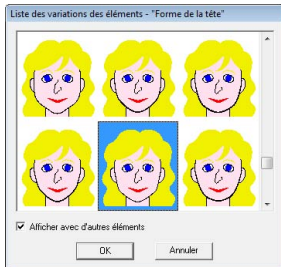 Liste des variations des éléments - "Forme de la tête"
Afficher avec d'autres éléments
OK
Annuler